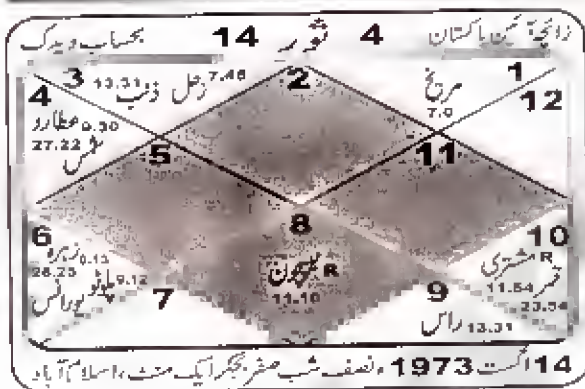 زائچہ آئین پاکستان 4 ثور 14 بحساب ویدک
1 مریخ 7.0 2 زحل 7.46 ذنب 13.31 3
12 4
عطارد 0.30
شمس 27.22
11 5
8
10 6
R مشتری 11.54 نیپچون R 11.10 زہرہ 0.15
قمر 23.54 پلوٹو 9.12 یورانس 26.25
9 7
راس 13.31
14 اگست 1973، نصف شب صفر بجکر ایک منٹ، اسلام آباد